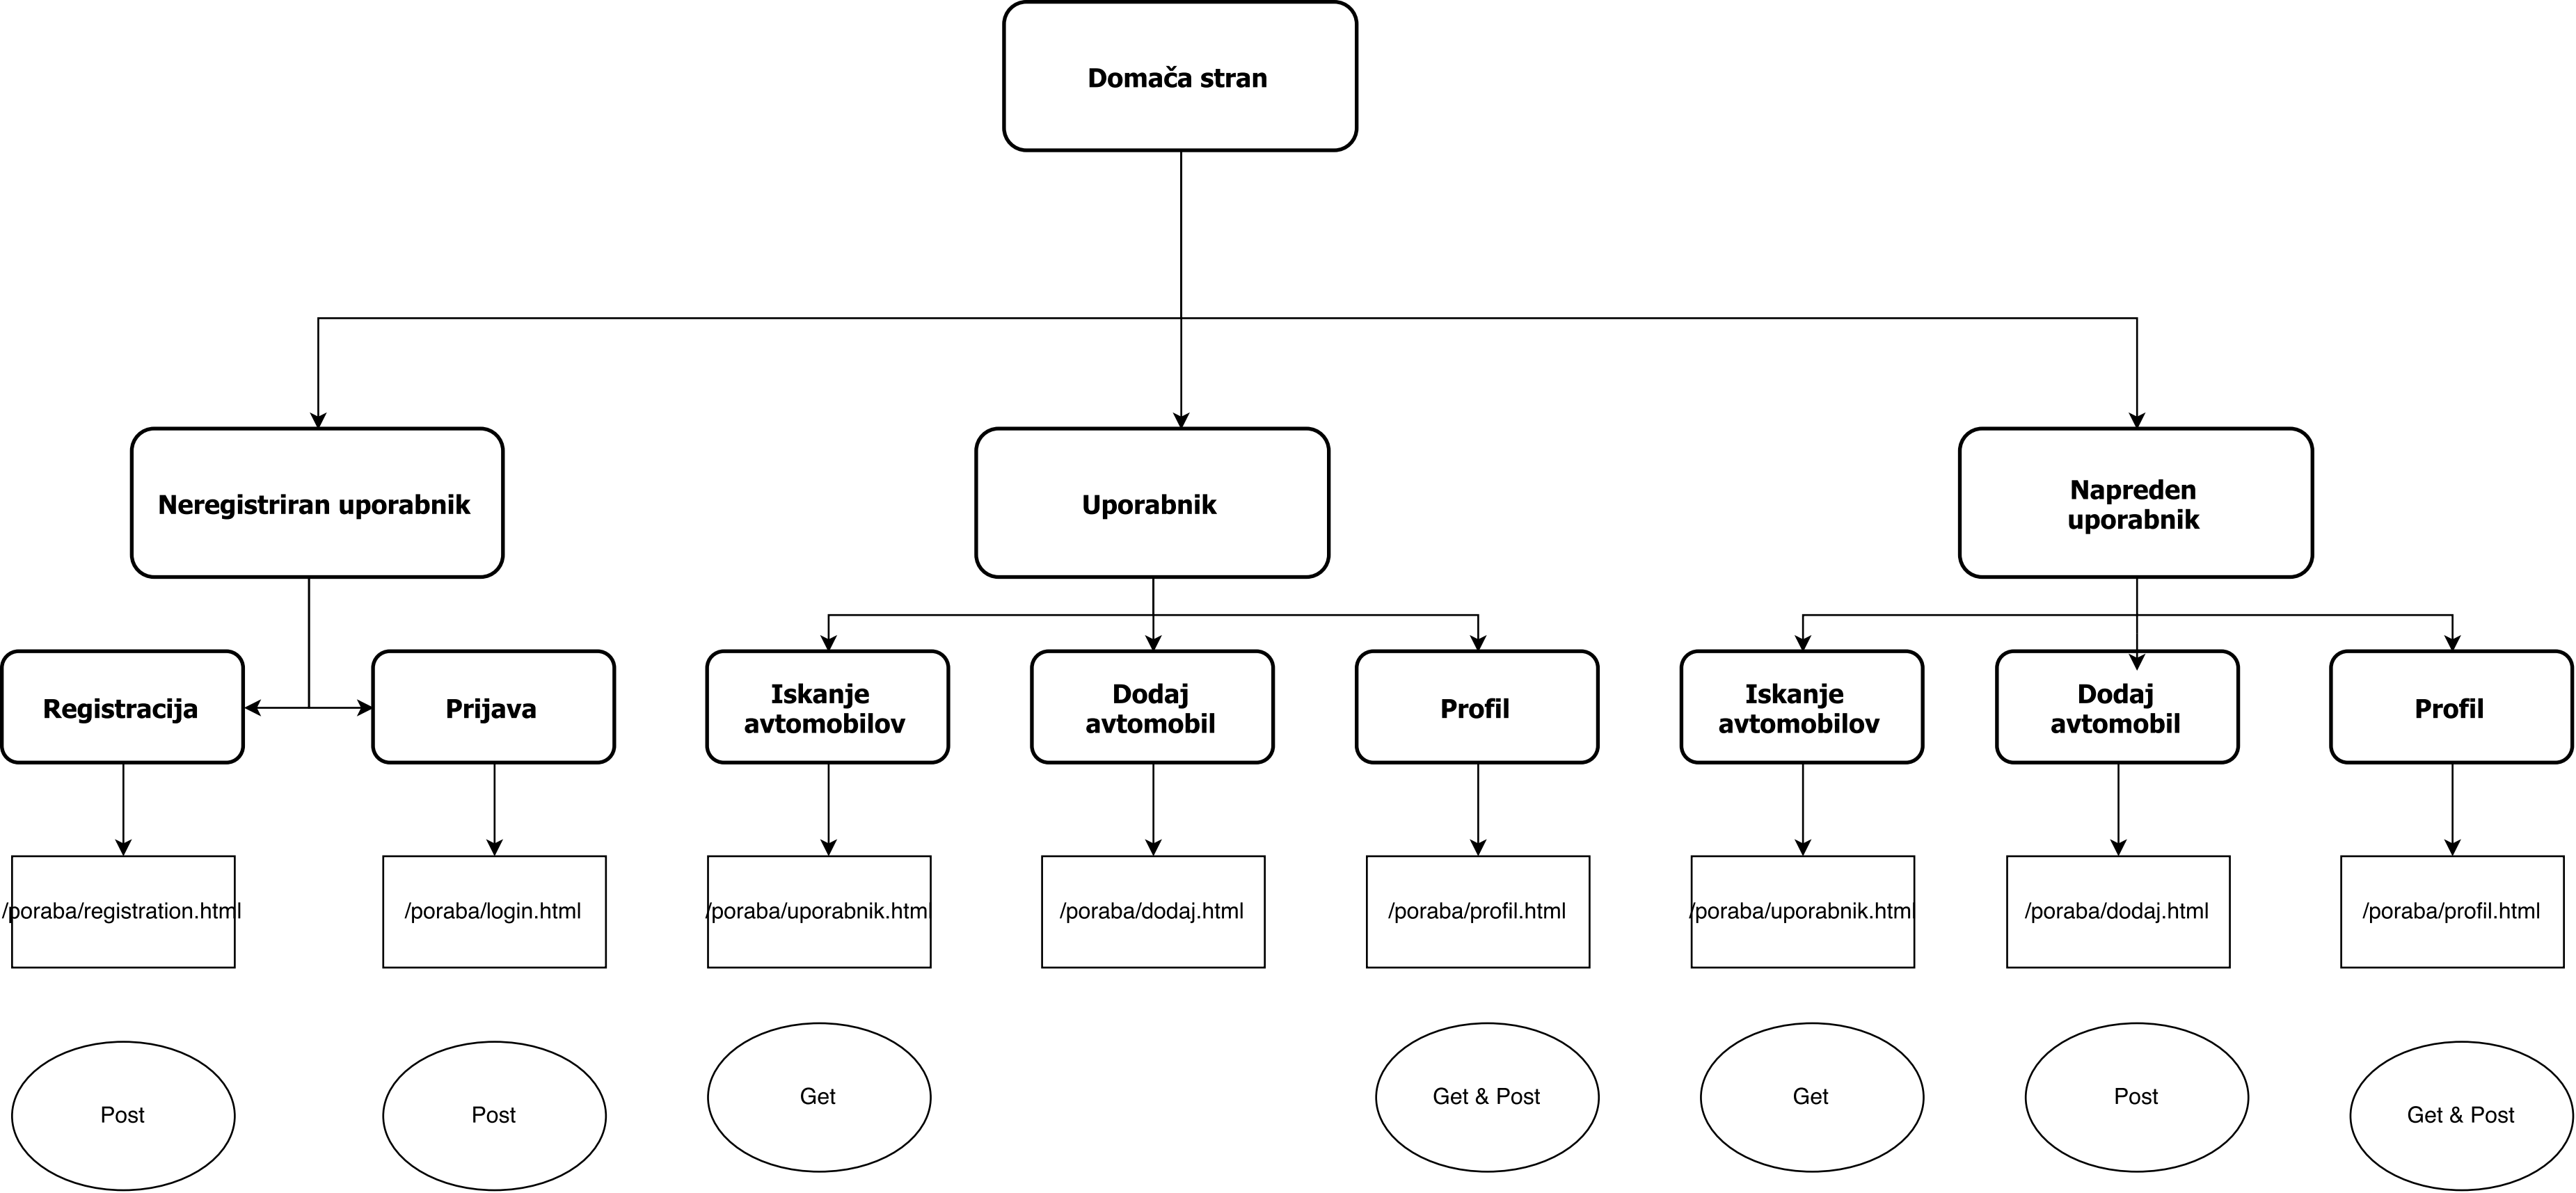 Domača stran
Neregistriran uporabnik
Uporabnik
Napreden
uporabnik
Registracija
Prijava
Iskanje
avtomobilov
Dodaj
avtomobil
Profil
Iskanje
avtomobilov
Dodaj
avtomobil
Profil
/poraba/registration.html
/poraba/login.html
/poraba/uporabnik.html
/poraba/dodaj.html
/poraba/profil.html
/poraba/uporabnik.html
/poraba/dodaj.html
/poraba/profil.html
Post
Post
Get
Get & Post
Get
Post
Get & Post